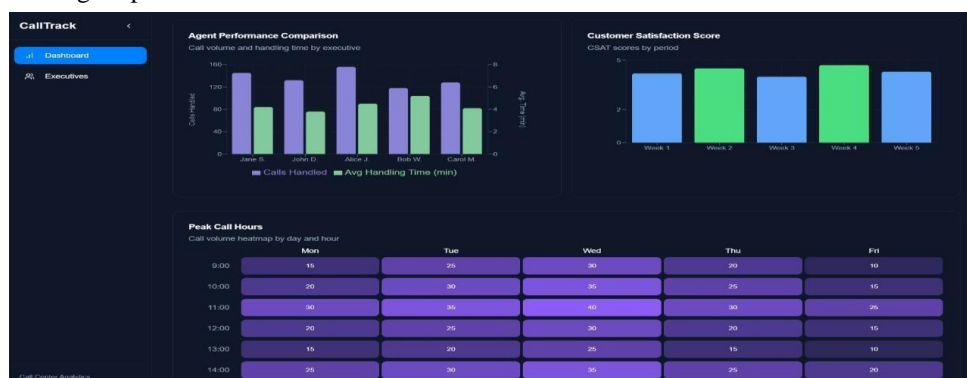 CallTrack
Dashboard
Executives
Agent Performance Comparison
Call volume and handling time by executive
160
120
80
40
0
8
6
4
2
0
Calls Handled
Avg Time (min)
Jane S. John D. Alice J. Bob W. Carol M.
Calls Handled Avg Handling Time (min)
Customer Satisfaction Score
CSAT scores by period
5
2
0
Week 1 Week 2 Week 3 Week 4 Week 5
Peak Call Hours
Call volume heatmap by day and hour
Mon Tue Wed Thu Fri
9:00 15 25 30 20 10
10:00 20 30 35 25 15
11:00 30 35 40 30 25
12:00 20 25 30 20 15
13:00 15 20 25 15 10
14:00 25 30 35 25 20
Call Center Analytics